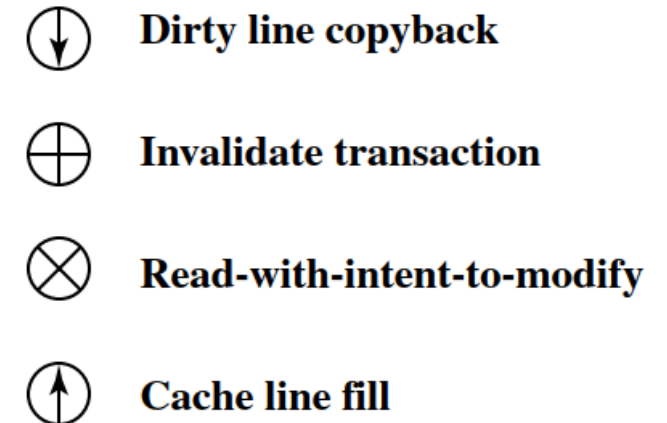 Dirty line copyback
Invalidate transaction
Read-with-intent-to-modify
Cache line fill